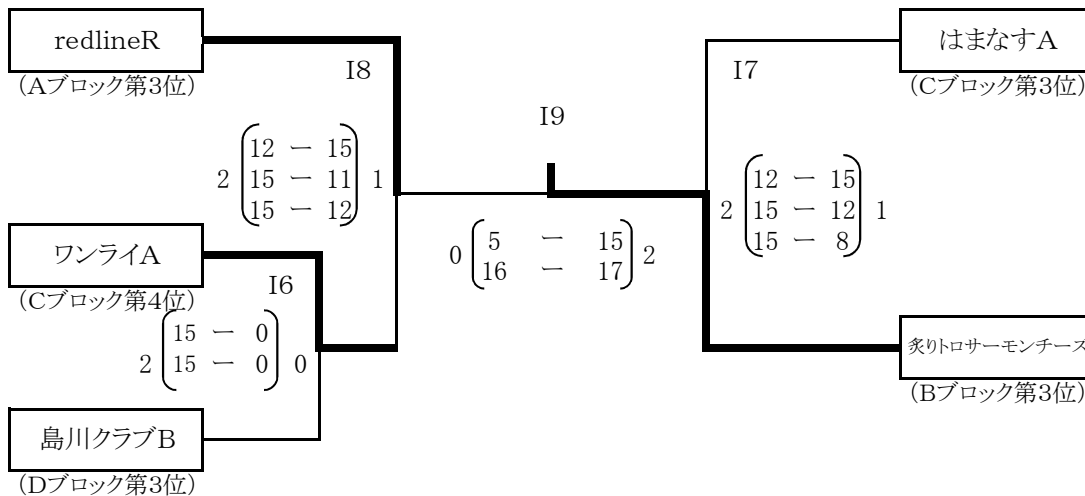 redlineR
(Aブロック第3位)
I8
2 12 ー 15 1
15 ー 11
15 ー 12
ワンライA
(Cブロック第4位)
I6
2 15 ー 0 0
15 ー 0
島川クラブB
(Dブロック第3位)
I9
0 5 ー 15 2
16 ー 17
はまなすA
(Cブロック第3位)
I7
2 12 ー 15 1
15 ー 12
15 ー 8
炙りトロサーモンチーズ
(Bブロック第3位)